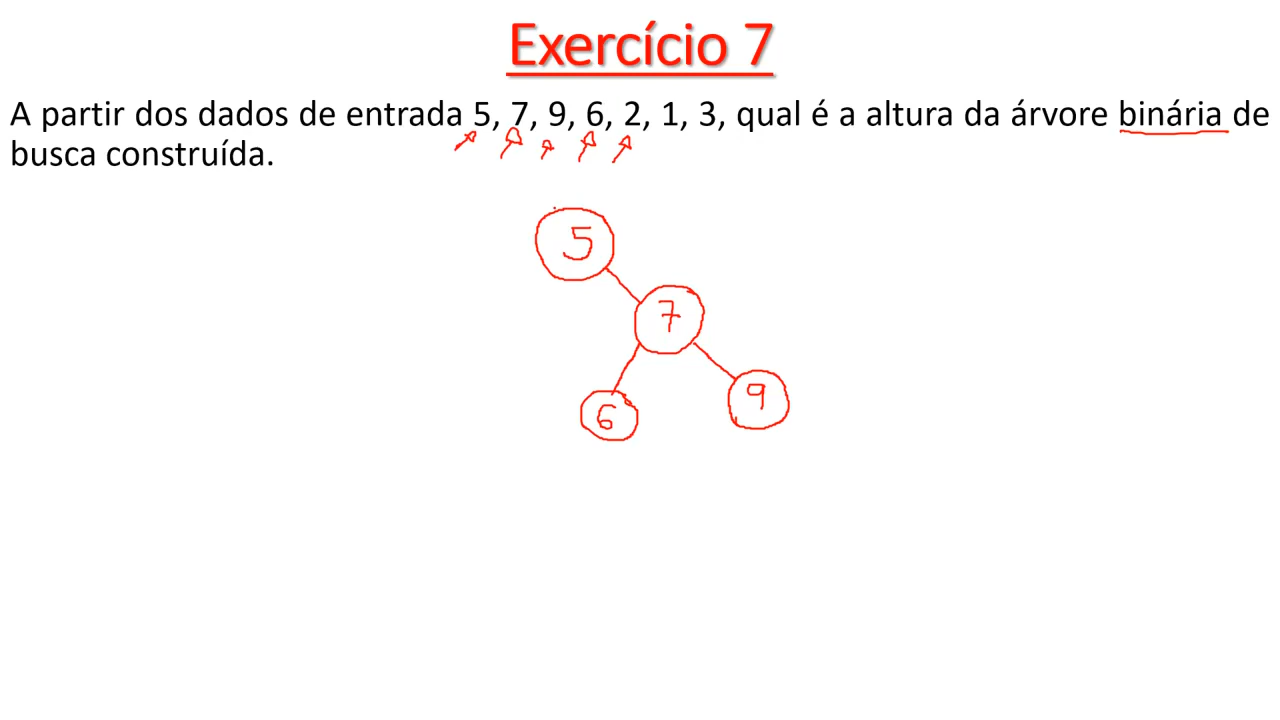 Exercício 7
A partir dos dados de entrada 5, 7, 9, 6, 2, 1, 3, qual é a altura da árvore binária de
busca construída.
5
7
6
9